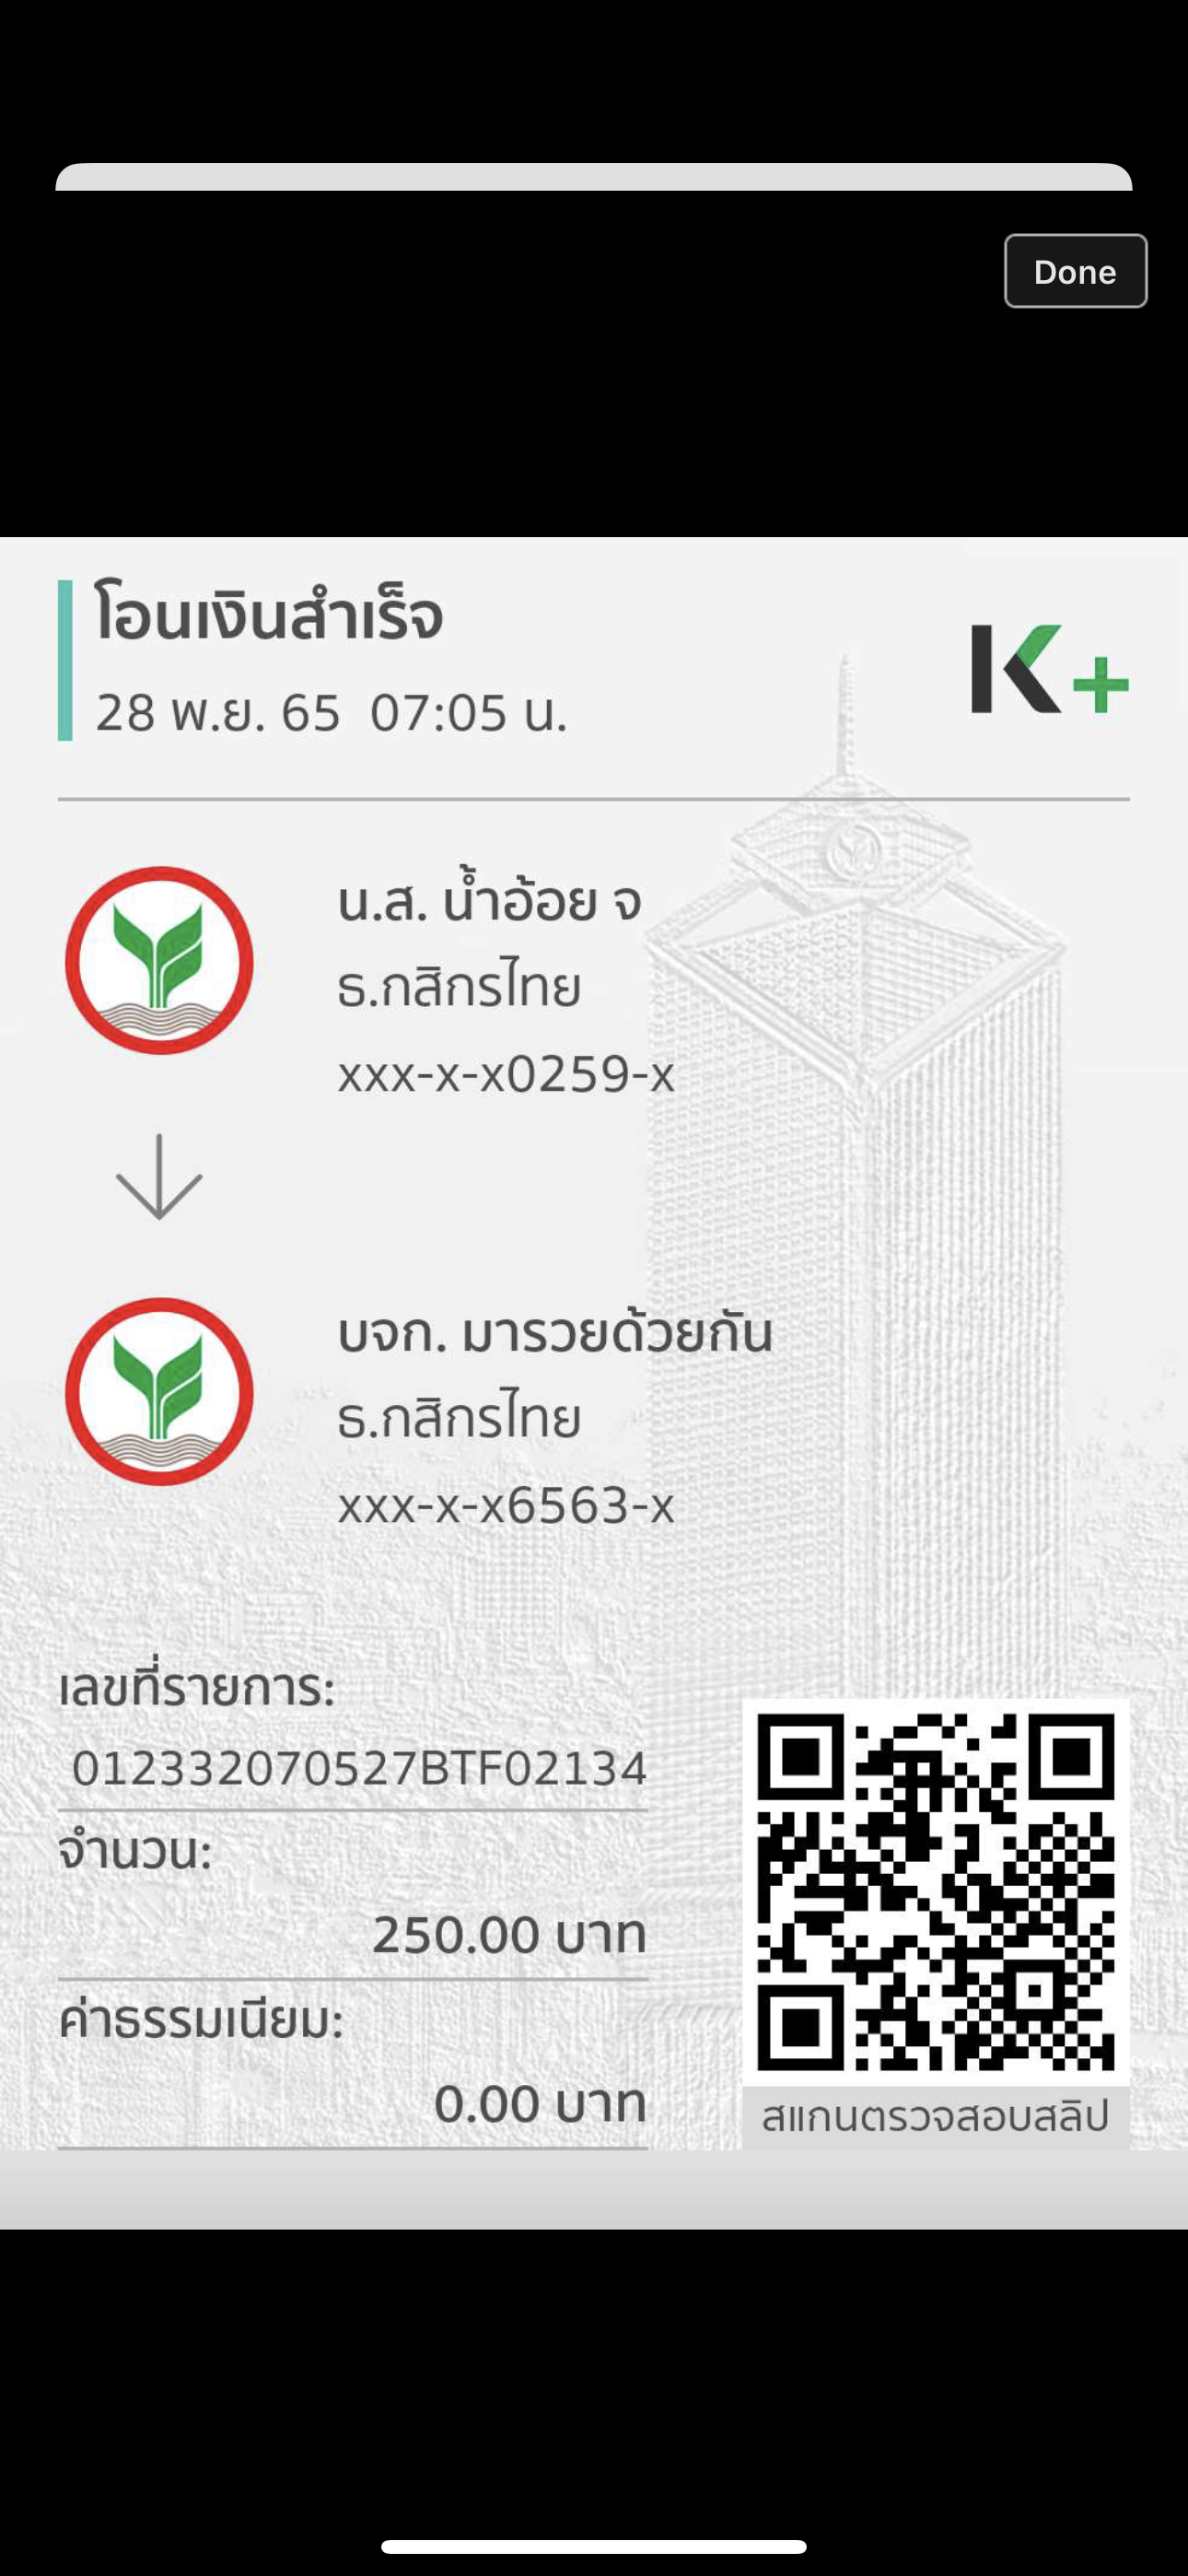 Done
โอนเงินสำเร็จ
28 พ.ย. 65 07:05 น.
K+
น.ส. น้ำอ้อย จ
ธ.กสิกรไทย
xxx-x-x0259-x
บจก. มารวยด้วยกัน
ธ.กสิกรไทย
xxx-x-x6563-x
เลขที่รายการ:
012332070527BTF02134
จำนวน:
250.00 บาท
ค่าธรรมเนียม:
0.00 บาท
สแกนตรวจสอบสลิป